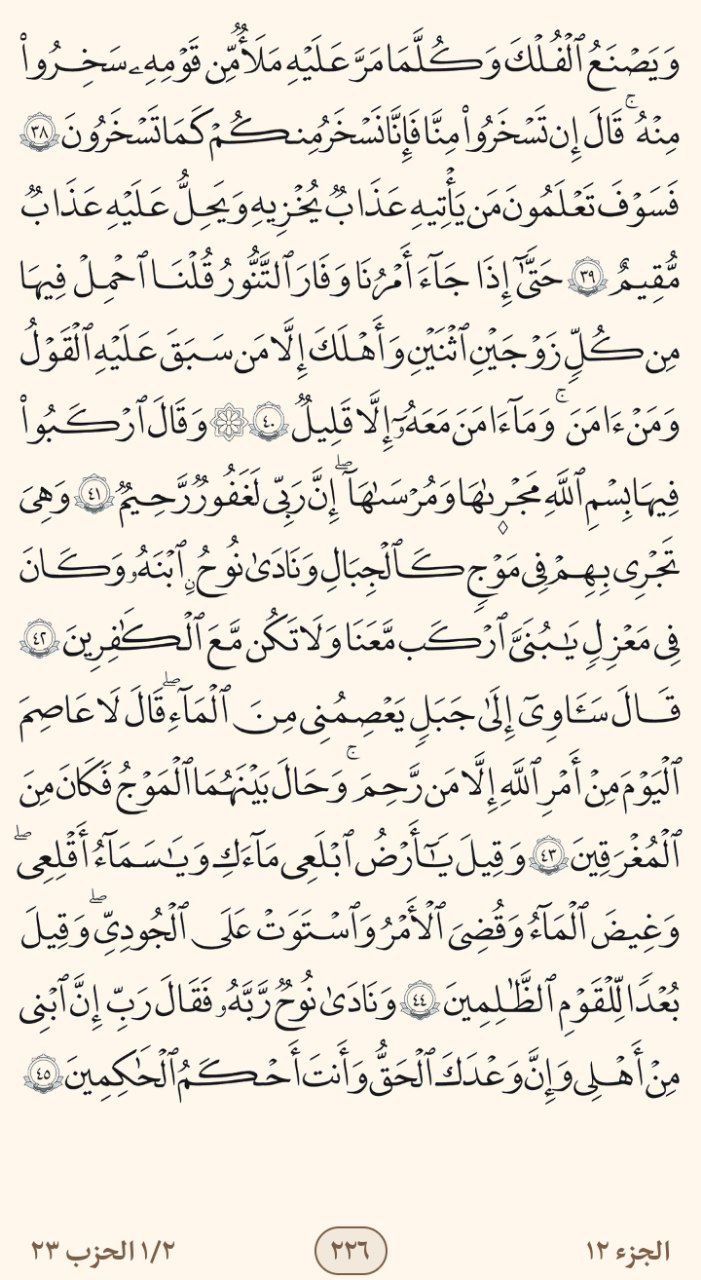 وَيَصۡنَعُ ٱلۡفُلۡكَ وَكُلَّمَا مَرَّ عَلَيۡهِ مَلَأٞ مِّن قَوۡمِهِۦ سَخِرُواْ
مِنۡهُۚ قَالَ إِن تَسۡخَرُواْ مِنَّا فَإِنَّا نَسۡخَرُ مِنكُمۡ كَمَا تَسۡخَرُونَ ٣٨
فَسَوۡفَ تَعۡلَمُونَ مَن يَأۡتِيهِ عَذَابٞ يُخۡزِيهِ وَيَحِلُّ عَلَيۡهِ عَذَابٞ
مُّقِيمٌ ٣٩ حَتَّىٰٓ إِذَا جَآءَ أَمۡرُنَا وَفَارَ ٱلتَّنُّورُ قُلۡنَا ٱحۡمِلۡ فِيهَا
مِن كُلّٖ زَوۡجَيۡنِ ٱثۡنَيۡنِ وَأَهۡلَكَ إِلَّا مَن سَبَقَ عَلَيۡهِ ٱلۡقَوۡلُ
وَمَنۡ ءَامَنَۚ وَمَآ ءَامَنَ مَعَهُۥٓ إِلَّا قَلِيلٞ ٤٠ ۞ وَقَالَ ٱرۡكَبُواْ
فِيهَا بِسۡمِ ٱللَّهِ مَجۡر۪ىٰهَا وَمُرۡسَىٰهَآۖ إِنَّ رَبِّي لَغَفُورٞ رَّحِيمٞ ٤١ وَهِيَ
تَجۡرِي بِهِمۡ فِي مَوۡجٖ كَٱلۡجِبَالِ وَنَادَىٰ نُوحٌ ٱبۡنَهُۥ وَكَانَ
فِي مَعۡزِلٖ يَٰبُنَيَّ ٱرۡكَب مَّعَنَا وَلَا تَكُن مَّعَ ٱلۡكَٰفِرِينَ ٤٢
قَالَ سَـَٔاوِيٓ إِلَىٰ جَبَلٖ يَعۡصِمُنِي مِنَ ٱلۡمَآءِۖ قَالَ لَا عَاصِمَ
ٱلۡيَوۡمَ مِنۡ أَمۡرِ ٱللَّهِ إِلَّا مَن رَّحِمَۚ وَحَالَ بَيۡنَهُمَا ٱلۡمَوۡجُ فَكَانَ مِنَ
ٱلۡمُغۡرَقِينَ ٤٣ وَقِيلَ يَٰٓأَرۡضُ ٱبۡلَعِي مَآءَكِ وَيَٰسَمَآءُ أَقۡلِعِيۖ
وَغِيضَ ٱلۡمَآءُ وَقُضِيَ ٱلۡأَمۡرُ وَٱسۡتَوَتۡ عَلَى ٱلۡجُودِيِّۖ وَقِيلَ
بُعۡدٗا لِّلۡقَوۡمِ ٱلظَّٰلِمِينَ ٤٤ وَنَادَىٰ نُوحٞ رَّبَّهُۥ فَقَالَ رَبِّ إِنَّ ٱبۡنِي
مِنۡ أَهۡلِي وَإِنَّ وَعۡدَكَ ٱلۡحَقُّ وَأَنتَ أَحۡكَمُ ٱلۡحَٰكِمِينَ ٤٥
الجزء ١٢ ٢٢٦ ١/٢ الحزب ٢٣